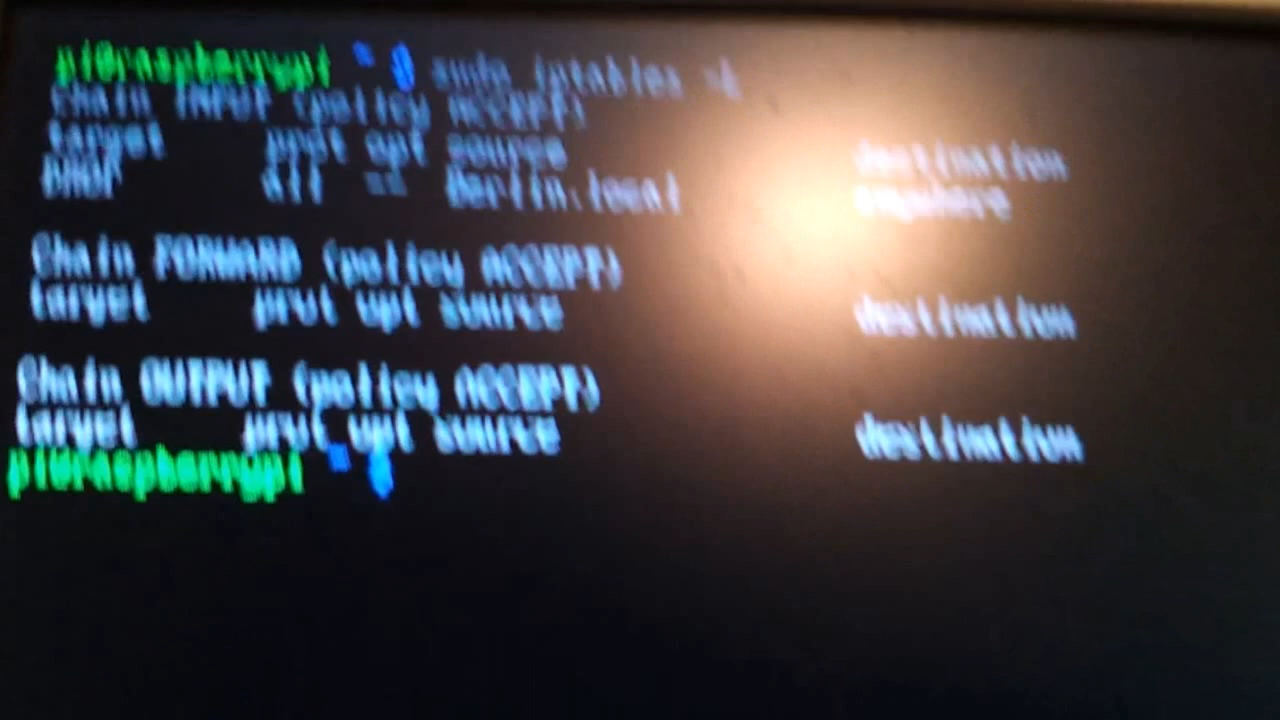 pi@raspberrypi ~ $ sudo iptables -L
Chain INPUT (policy ACCEPT)
target prot opt source destination
DROP all -- Berlin.local anywhere
Chain FORWARD (policy ACCEPT)
target prot opt source destination
Chain OUTPUT (policy ACCEPT)
target prot opt source destination
pi@raspberrypi ~ $